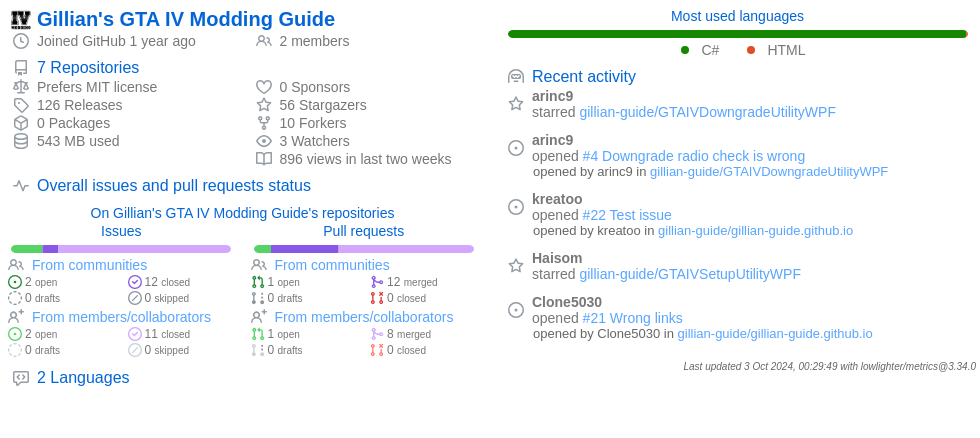 Gillian's GTA IV Modding Guide
Joined GitHub 1 year ago
2 members
7 Repositories
Prefers MIT license
0 Sponsors
126 Releases
56 Stargazers
0 Packages
10 Forkers
543 MB used
3 Watchers
896 views in last two weeks
Overall issues and pull requests status
On Gillian's GTA IV Modding Guide's repositories
Issues
Pull requests
From communities
From communities
2 open
12 closed
1 open
12 merged
0 drafts
0 skipped
0 drafts
0 closed
From members/collaborators
From members/collaborators
2 open
11 closed
1 open
8 merged
0 drafts
0 skipped
0 drafts
0 closed
2 Languages
Most used languages
C#
HTML
Recent activity
arinc9
starred gillian-guide/GTAIVDowngradeUtilityWPF
arinc9
opened #4 Downgrade radio check is wrong
opened by arinc9 in gillian-guide/GTAIVDowngradeUtilityWPF
kreatoo
opened #22 Test issue
opened by kreatoo in gillian-guide/gillian-guide.github.io
Haisom
starred gillian-guide/GTAIVSetupUtilityWPF
Clone5030
opened #21 Wrong links
opened by Clone5030 in gillian-guide/gillian-guide.github.io
Last updated 3 Oct 2024, 00:29:49 with lowlighter/metrics@3.34.0